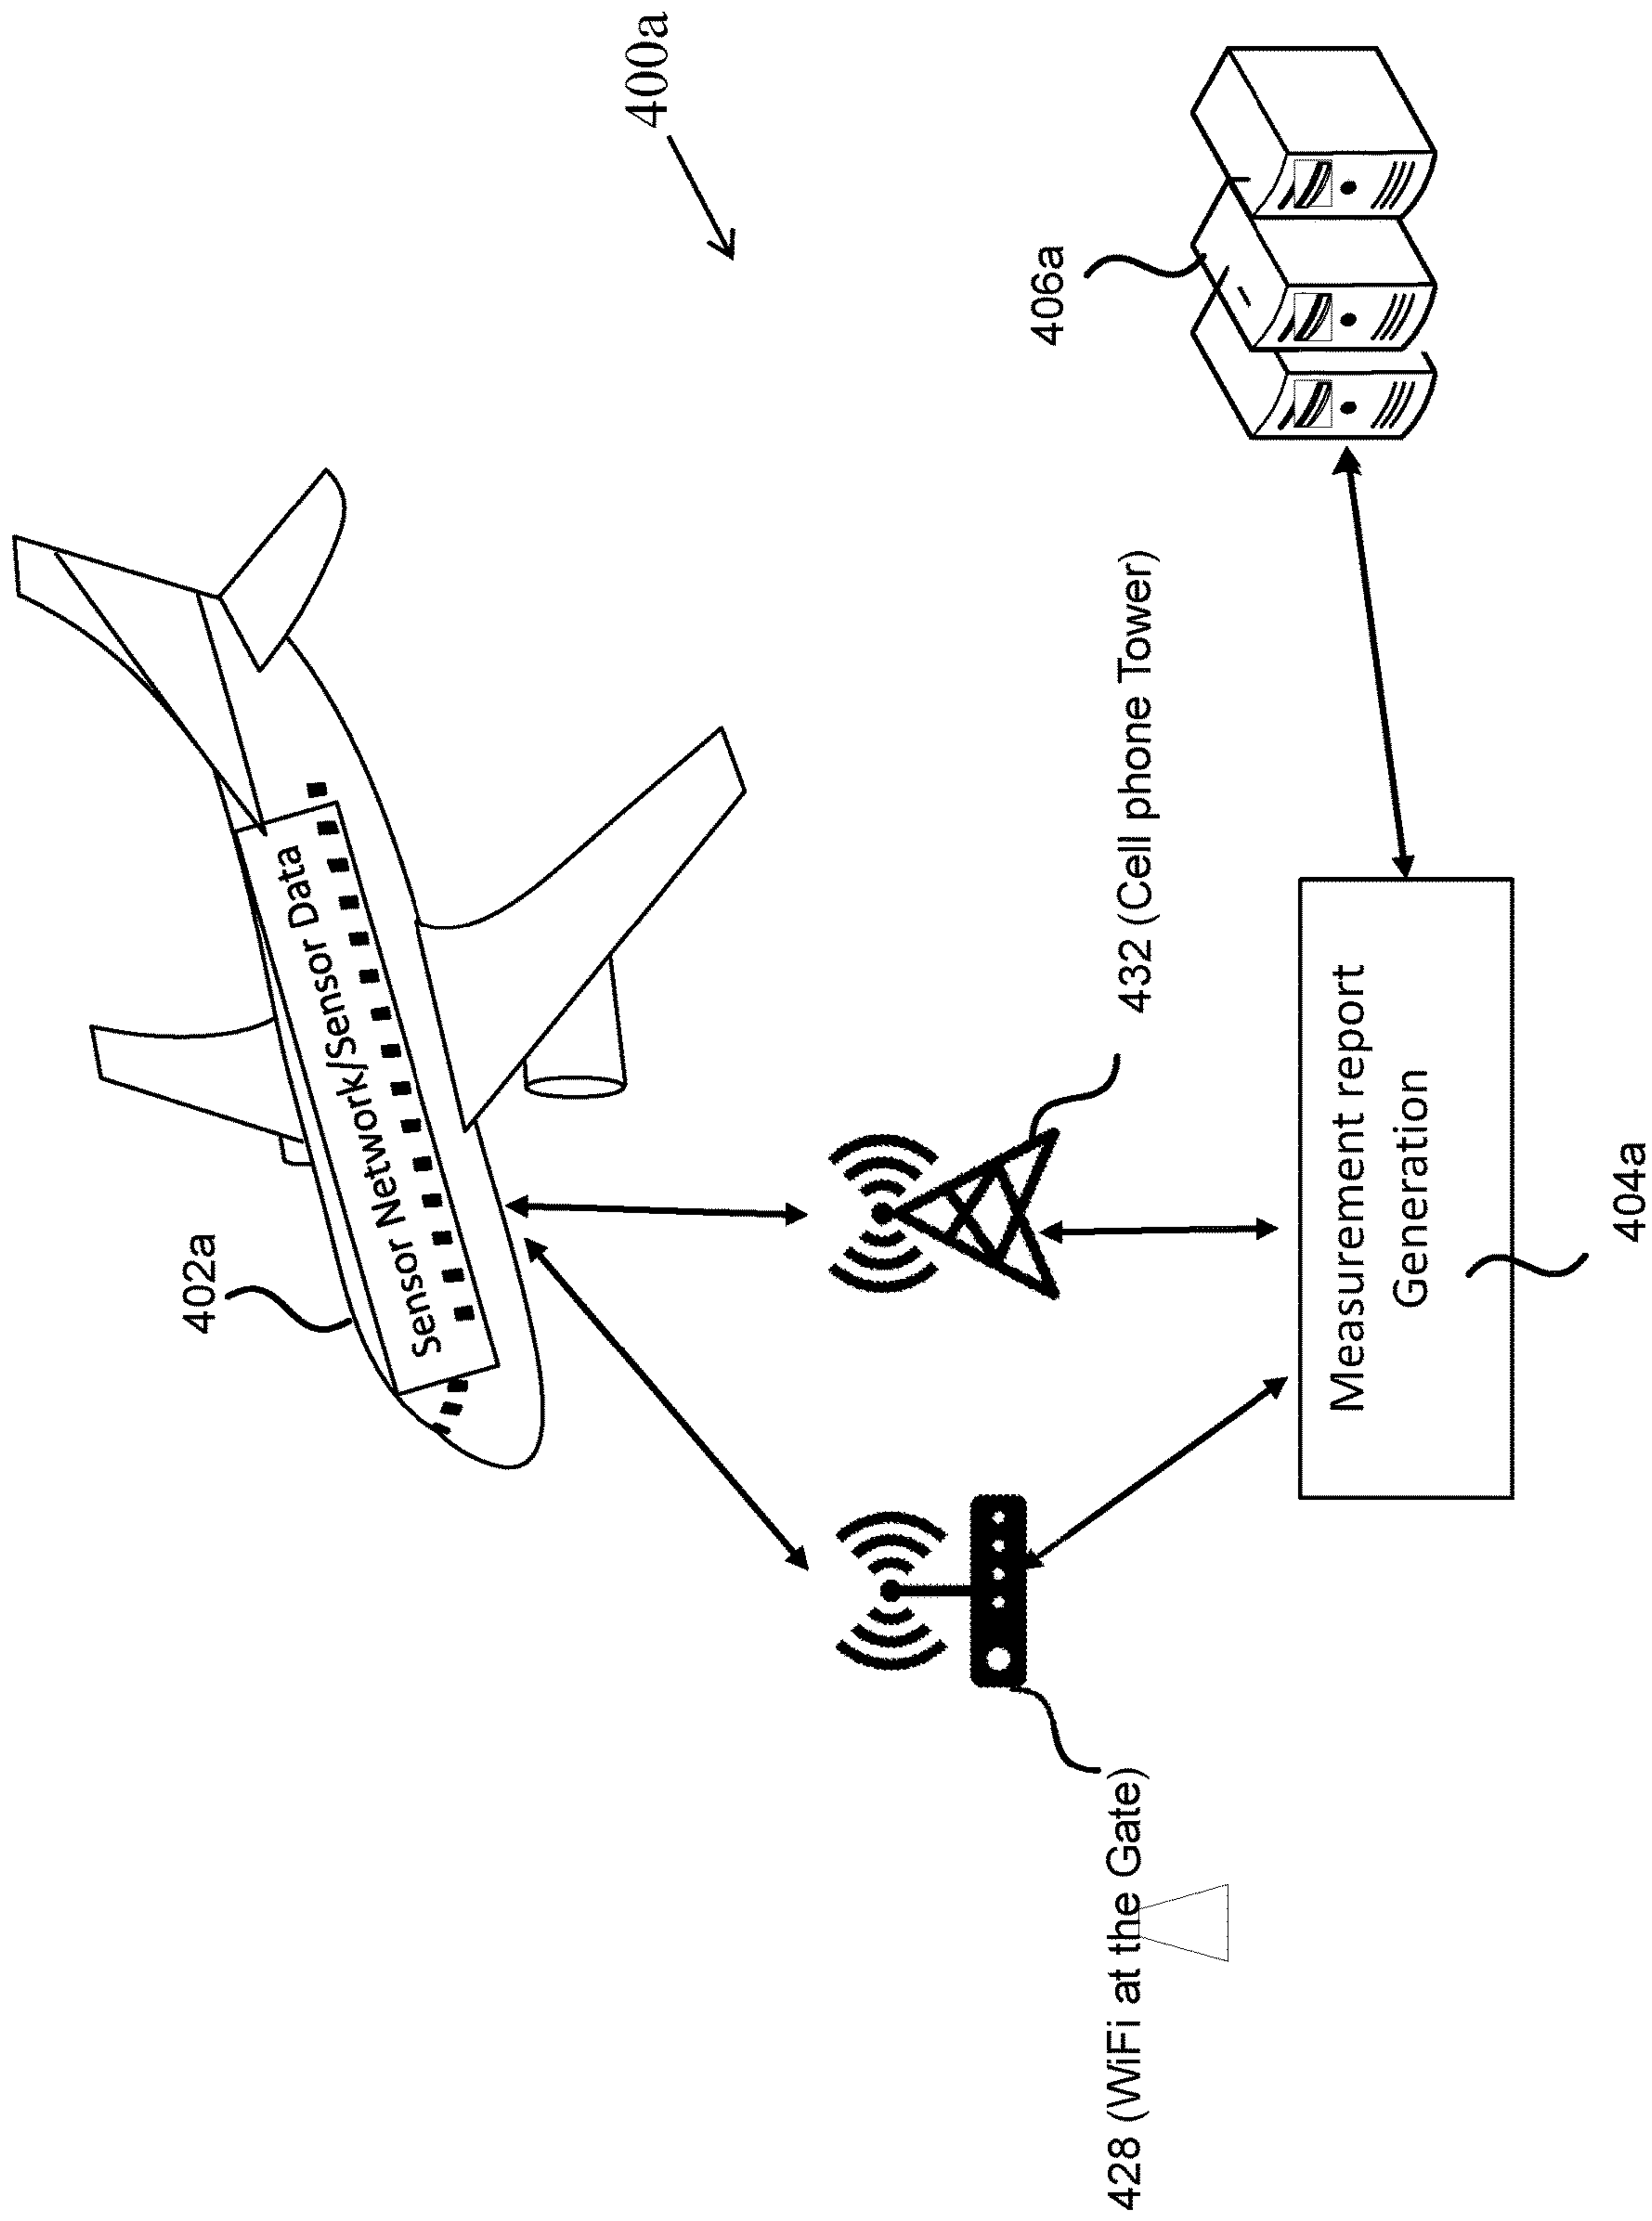 400a
402a
Sensor Network/Sensor Data
406a
432 (Cell phone Tower)
428 (WiFi at the Gate)
Measurement report
Generation
404a